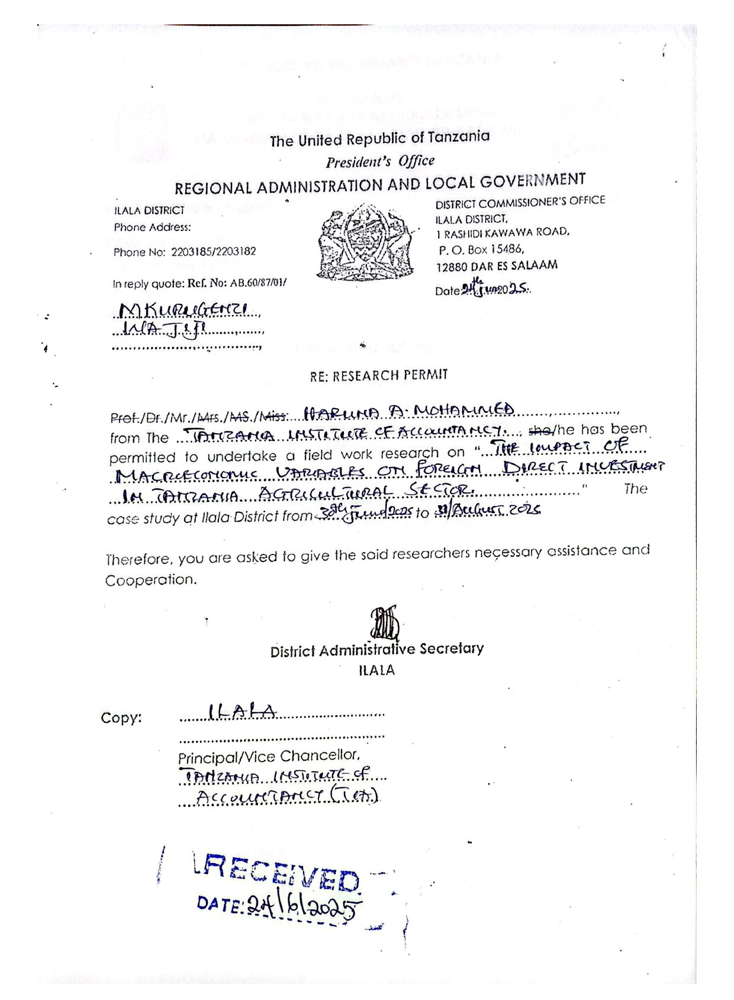 The United Republic of Tanzania
President's Office
REGIONAL ADMINISTRATION AND LOCAL GOVERNMENT
ILALA DISTRICT
Phone Address:
Phone No: 2203185/2203182
In reply quote: Ref. No: AB.60/87/01/
DISTRICT COMMISSIONER'S OFFICE
ILALA DISTRICT,
1 RASHIDI KAWAWA ROAD,
P. O. Box 15486,
12880 DAR ES SALAAM
Date: 24th June 2025.
MKURUGENZI,
JIJI
RE: RESEARCH PERMIT
Prof./Dr./Mr./Mrs./MS./Miss: HARUNA A. MOHAMMED,
from The TANZANIA INSTITUTE OF ACCOUNTANCY. she/he has been
permitted to undertake a field work research on "THE IMPACT OF
MACROECONOMIC VARIABLES ON FOREIGN DIRECT INVESTMENT
IN TANZANIA AGRICULTURAL SECTOR." The
case study at Ilala District from 30th June/2025 to 31/August, 2025
Therefore, you are asked to give the said researchers necessary assistance and
Cooperation.
District Administrative Secretary
ILALA
Copy: ILALA
Principal/Vice Chancellor,
TANZANIA INSTITUTE OF
ACCOUNTANCY (TIA)
RECEIVED
DATE: 24/6/2025